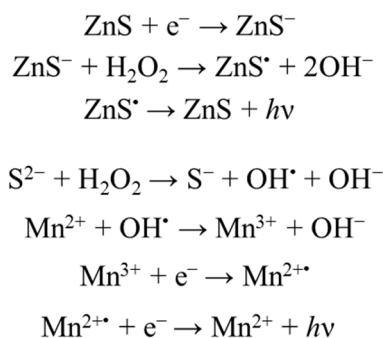 ZnS + e⁻ → ZnS⁻
ZnS⁻ + H₂O₂ → ZnS• + 2OH⁻
ZnS• → ZnS + hν
S²⁻ + H₂O₂ → S⁻ + OH• + OH⁻
Mn²⁺ + OH• → Mn³⁺ + OH⁻
Mn³⁺ + e⁻ → Mn²⁺•
Mn²⁺• + e⁻ → Mn²⁺ + hν